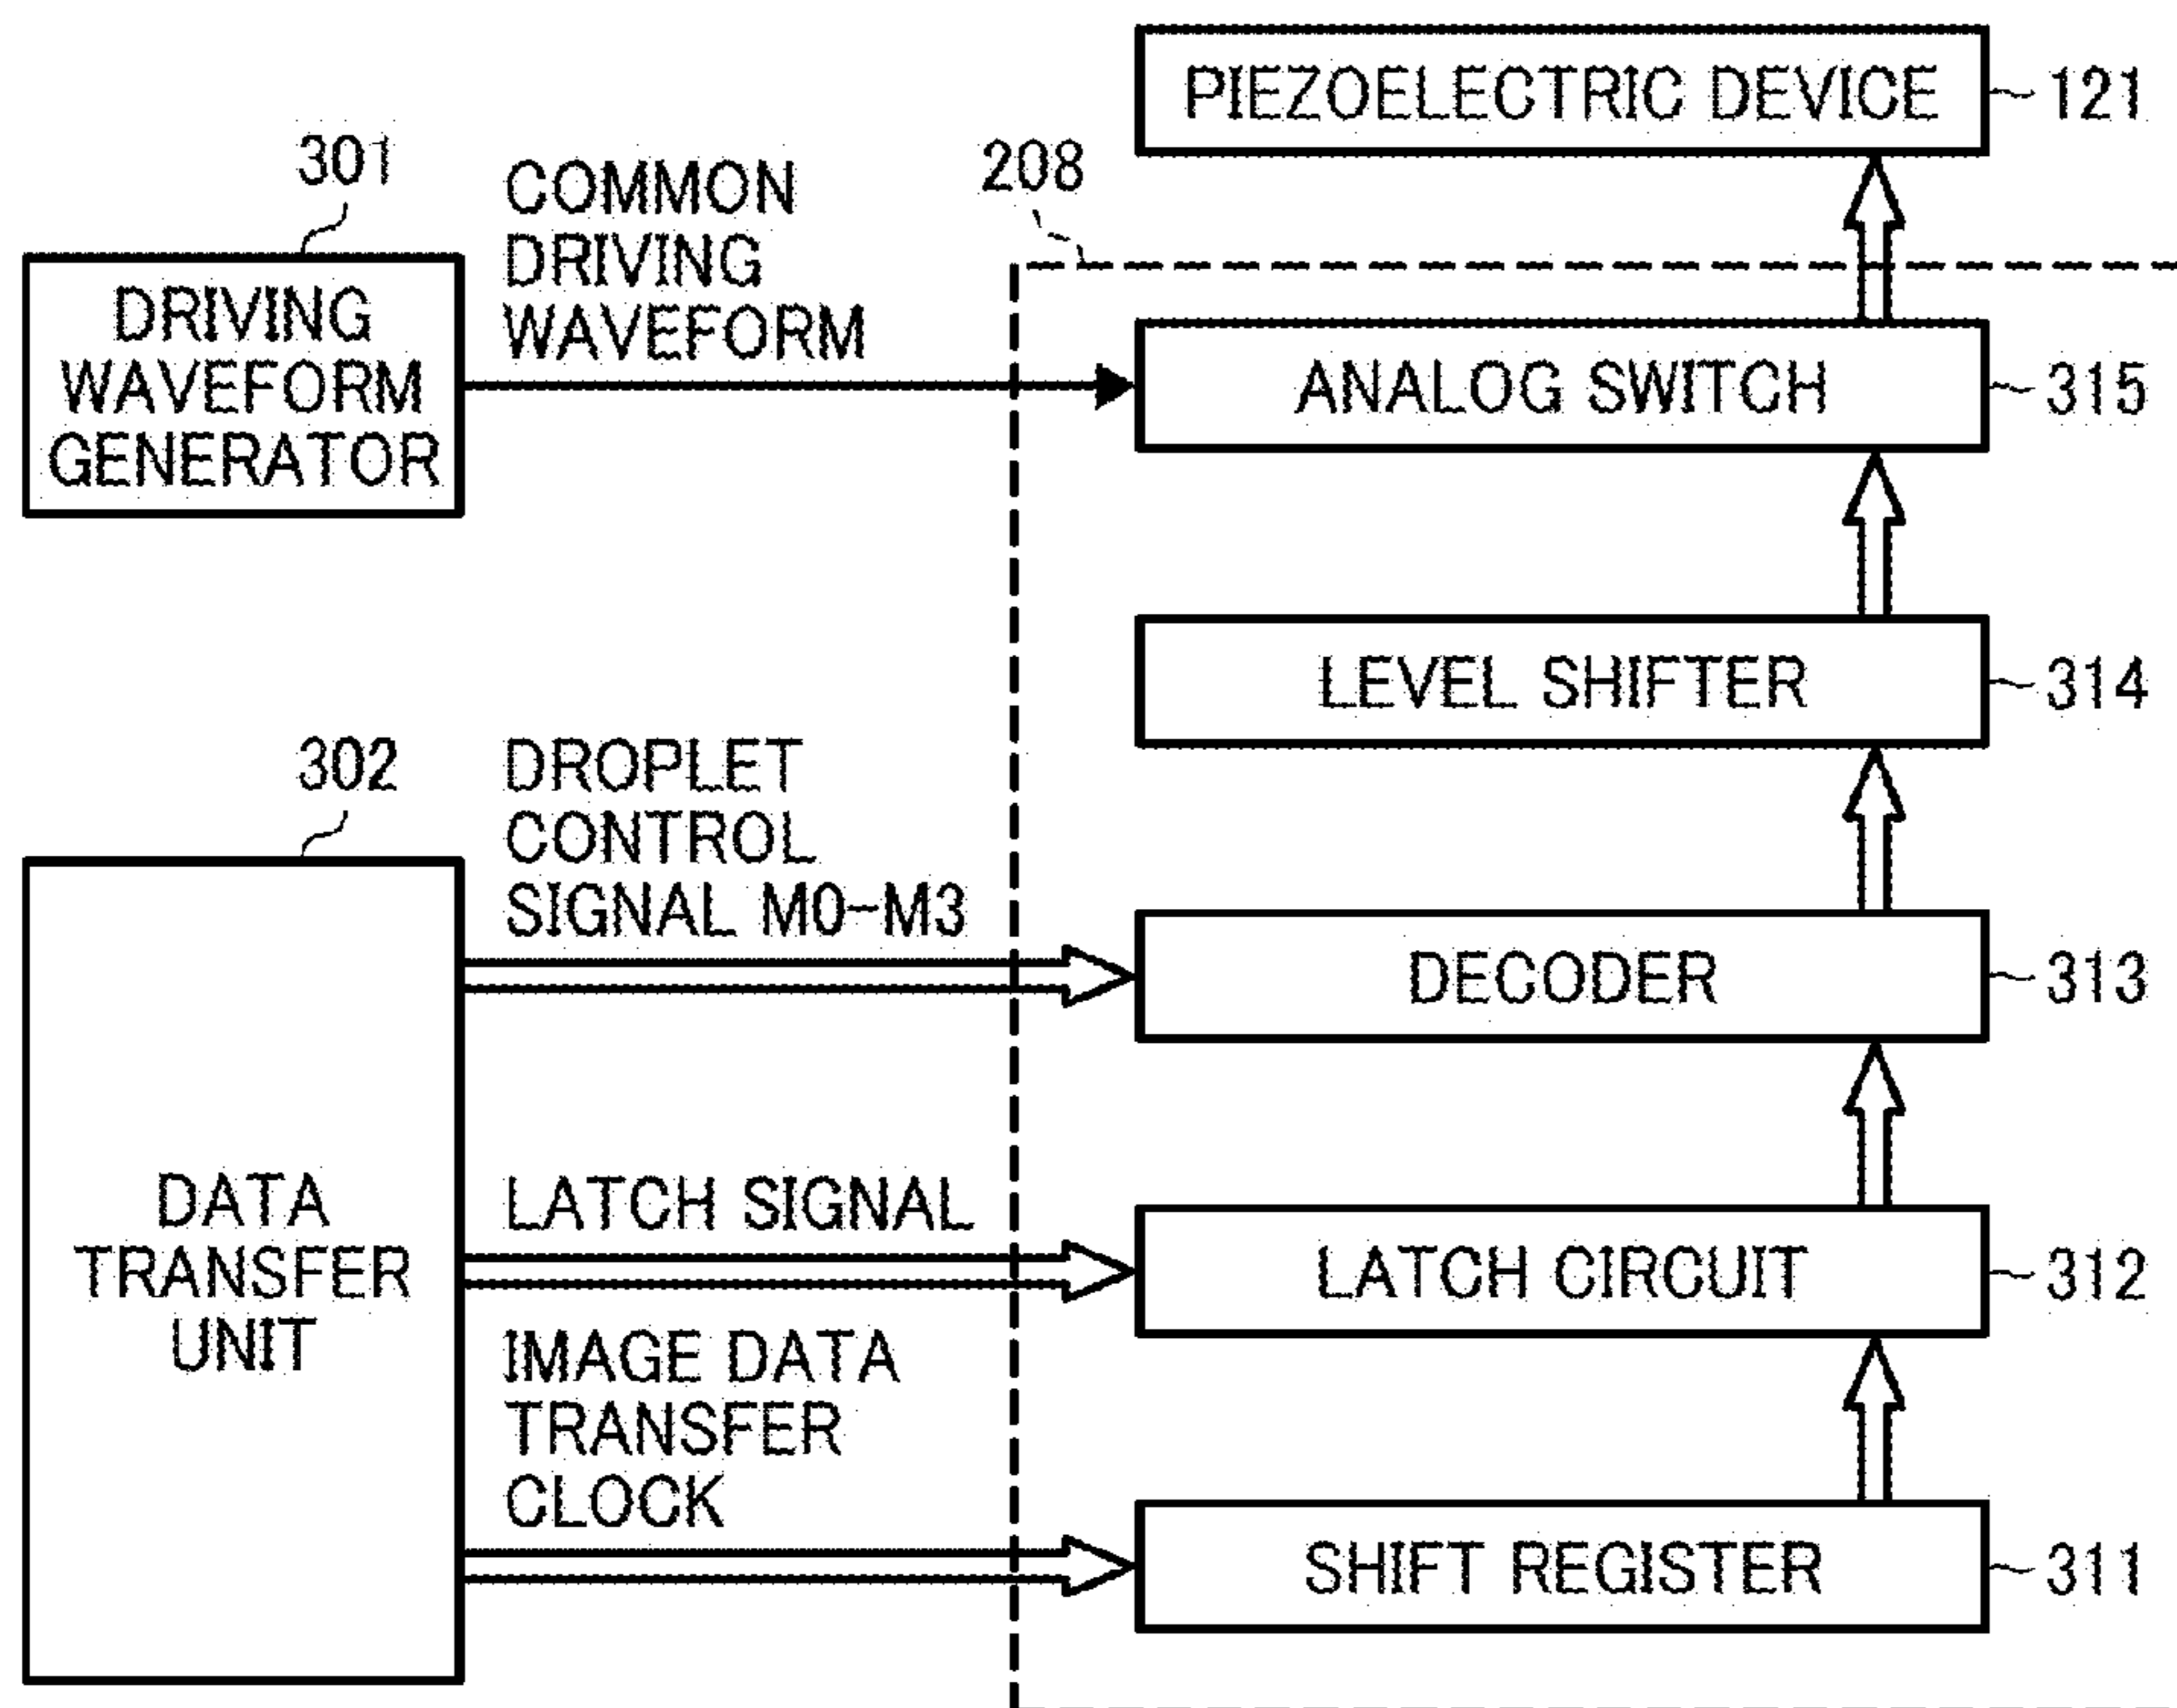 PIEZOELECTRIC DEVICE
121
301
COMMON
DRIVING
WAVEFORM
208
DRIVING
WAVEFORM
GENERATOR
ANALOG SWITCH
315
LEVEL SHIFTER
314
302
DROPLET
CONTROL
SIGNAL M0-M3
DECODER
313
DATA
TRANSFER
UNIT
LATCH SIGNAL
LATCH CIRCUIT
312
IMAGE DATA
TRANSFER
CLOCK
SHIFT REGISTER
311